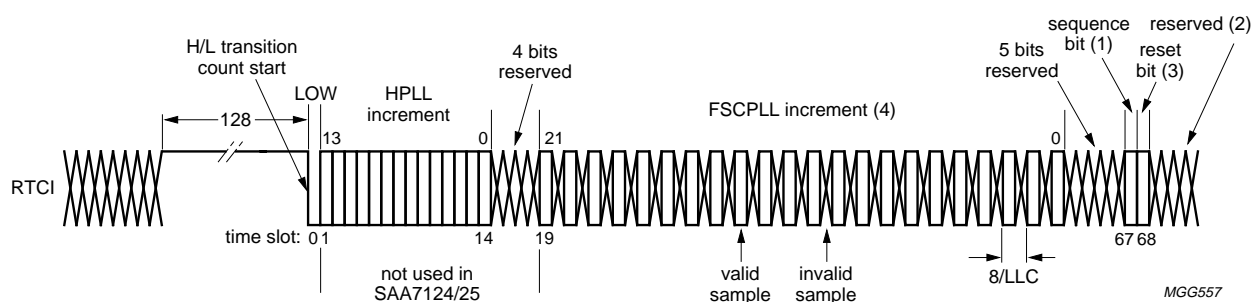 H/L transition
count start
LOW
128
HPLL
increment
13
0
4 bits
reserved
21
FSCPLL increment (4)
0
5 bits
reserved
sequence
bit (1)
reserved (2)
reset
bit (3)
RTCI
time slot:
0 1
14
19
67 68
not used in
SAA7124/25
valid
sample
invalid
sample
8/LLC
MGG557